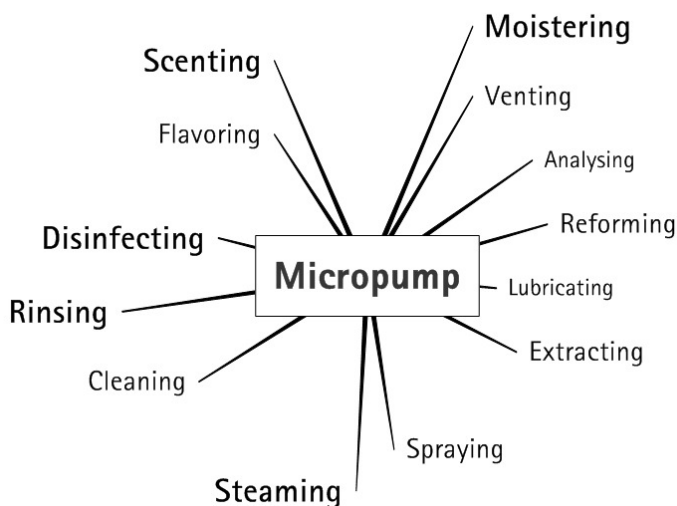 Moistering
Scenting
Venting
Flavoring
Analysing
Reforming
Disinfecting
Micropump
Lubricating
Rinsing
Extracting
Cleaning
Spraying
Steaming